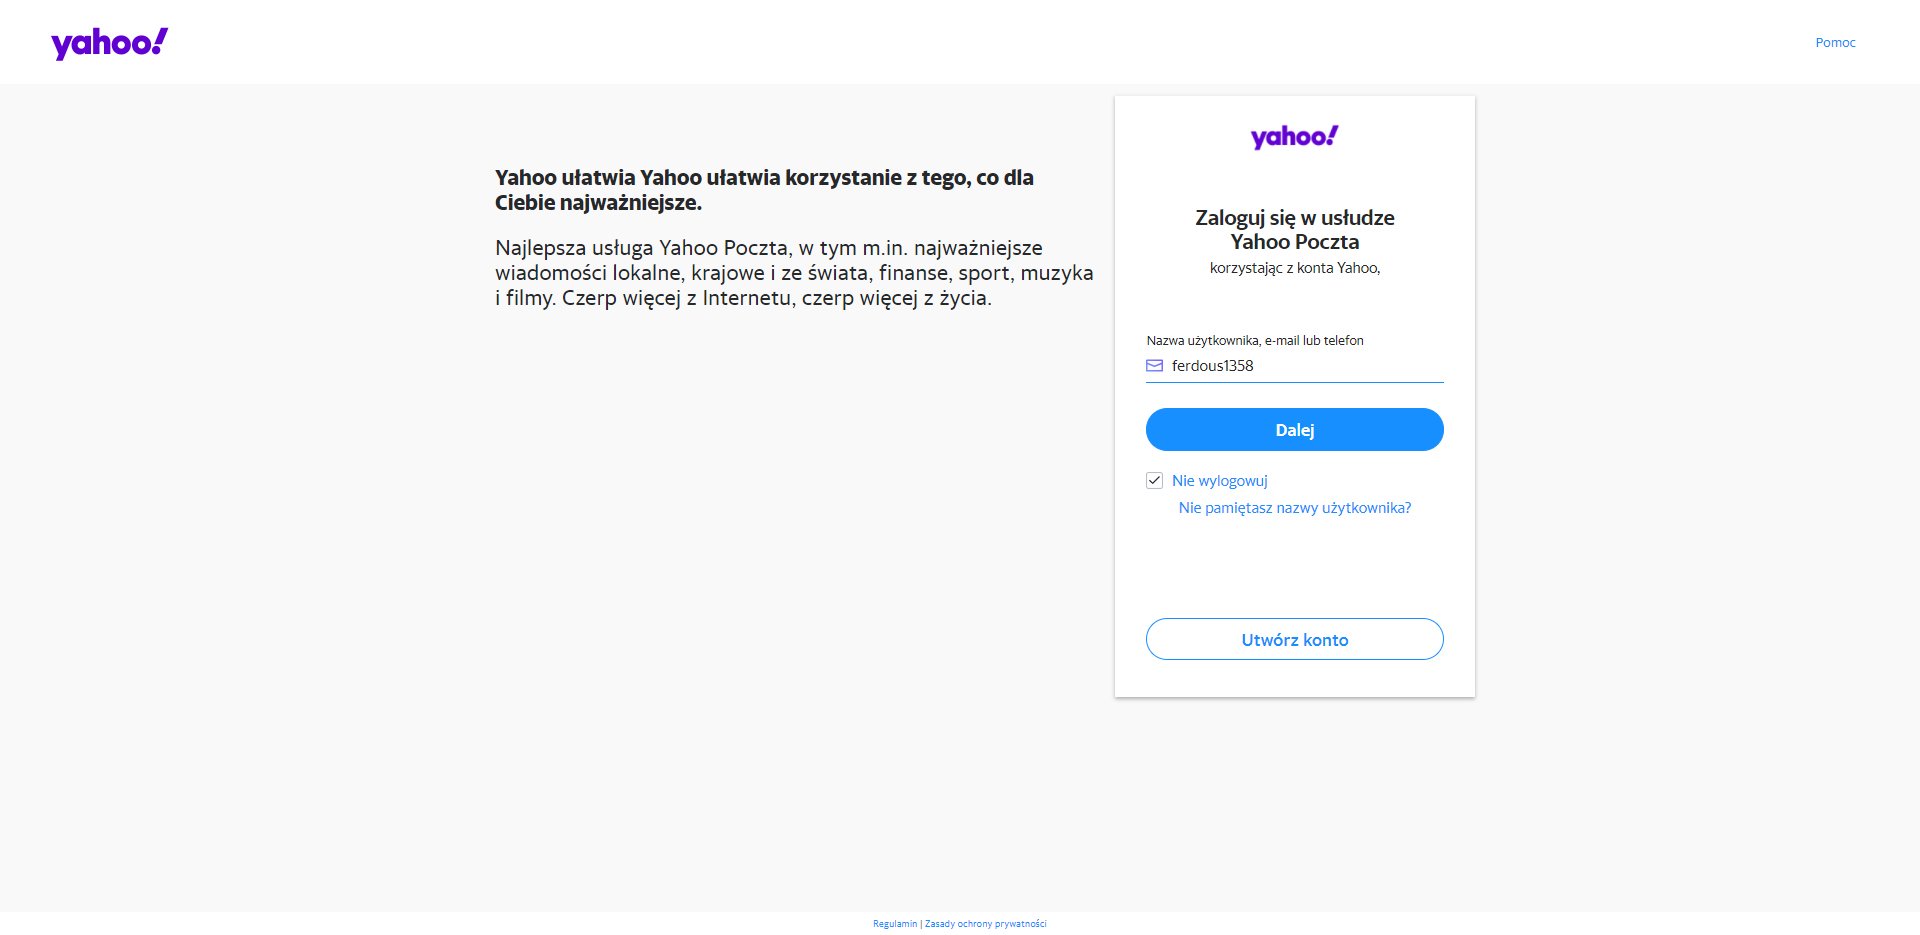 yahoo!
Pomoc
Yahoo ułatwia Yahoo ułatwia korzystanie z tego, co dla
Ciebie najważniejsze.
Najlepsza usługa Yahoo Poczta, w tym m.in. najważniejsze
wiadomości lokalne, krajowe i ze świata, finanse, sport, muzyka
i filmy. Czerp więcej z Internetu, czerp więcej z życia.
yahoo!
Zaloguj się w usłudze
Yahoo Poczta
korzystając z konta Yahoo,
Nazwa użytkownika, e-mail lub telefon
ferdous1358
Dalej
Nie wylogowuj
Nie pamiętasz nazwy użytkownika?
Utwórz konto
Regulamin | Zasady ochrony prywatności